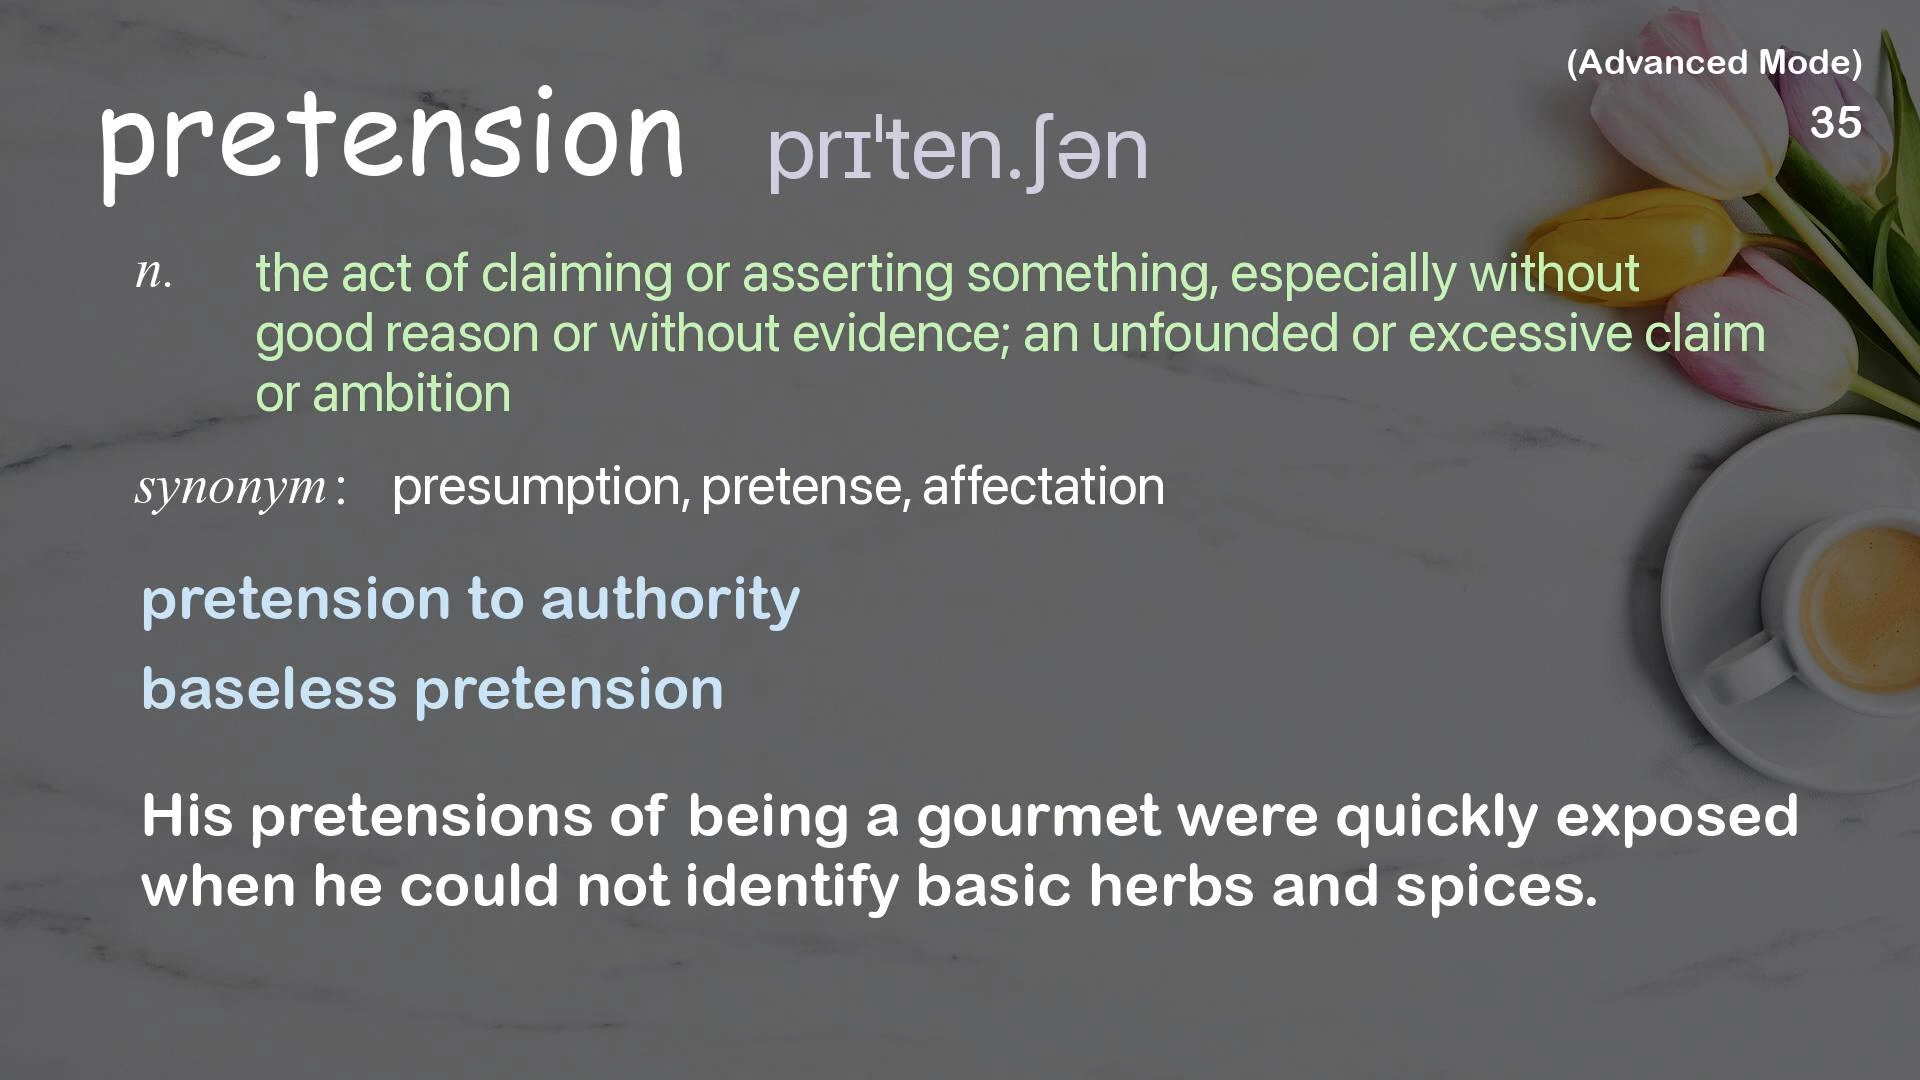 (Advanced Mode)
pretension prɪˈten.ʃən
35
n. the act of claiming or asserting something, especially without
good reason or without evidence; an unfounded or excessive claim
or ambition
synonym: presumption, pretense, affectation
pretension to authority
baseless pretension
His pretensions of being a gourmet were quickly exposed
when he could not identify basic herbs and spices.